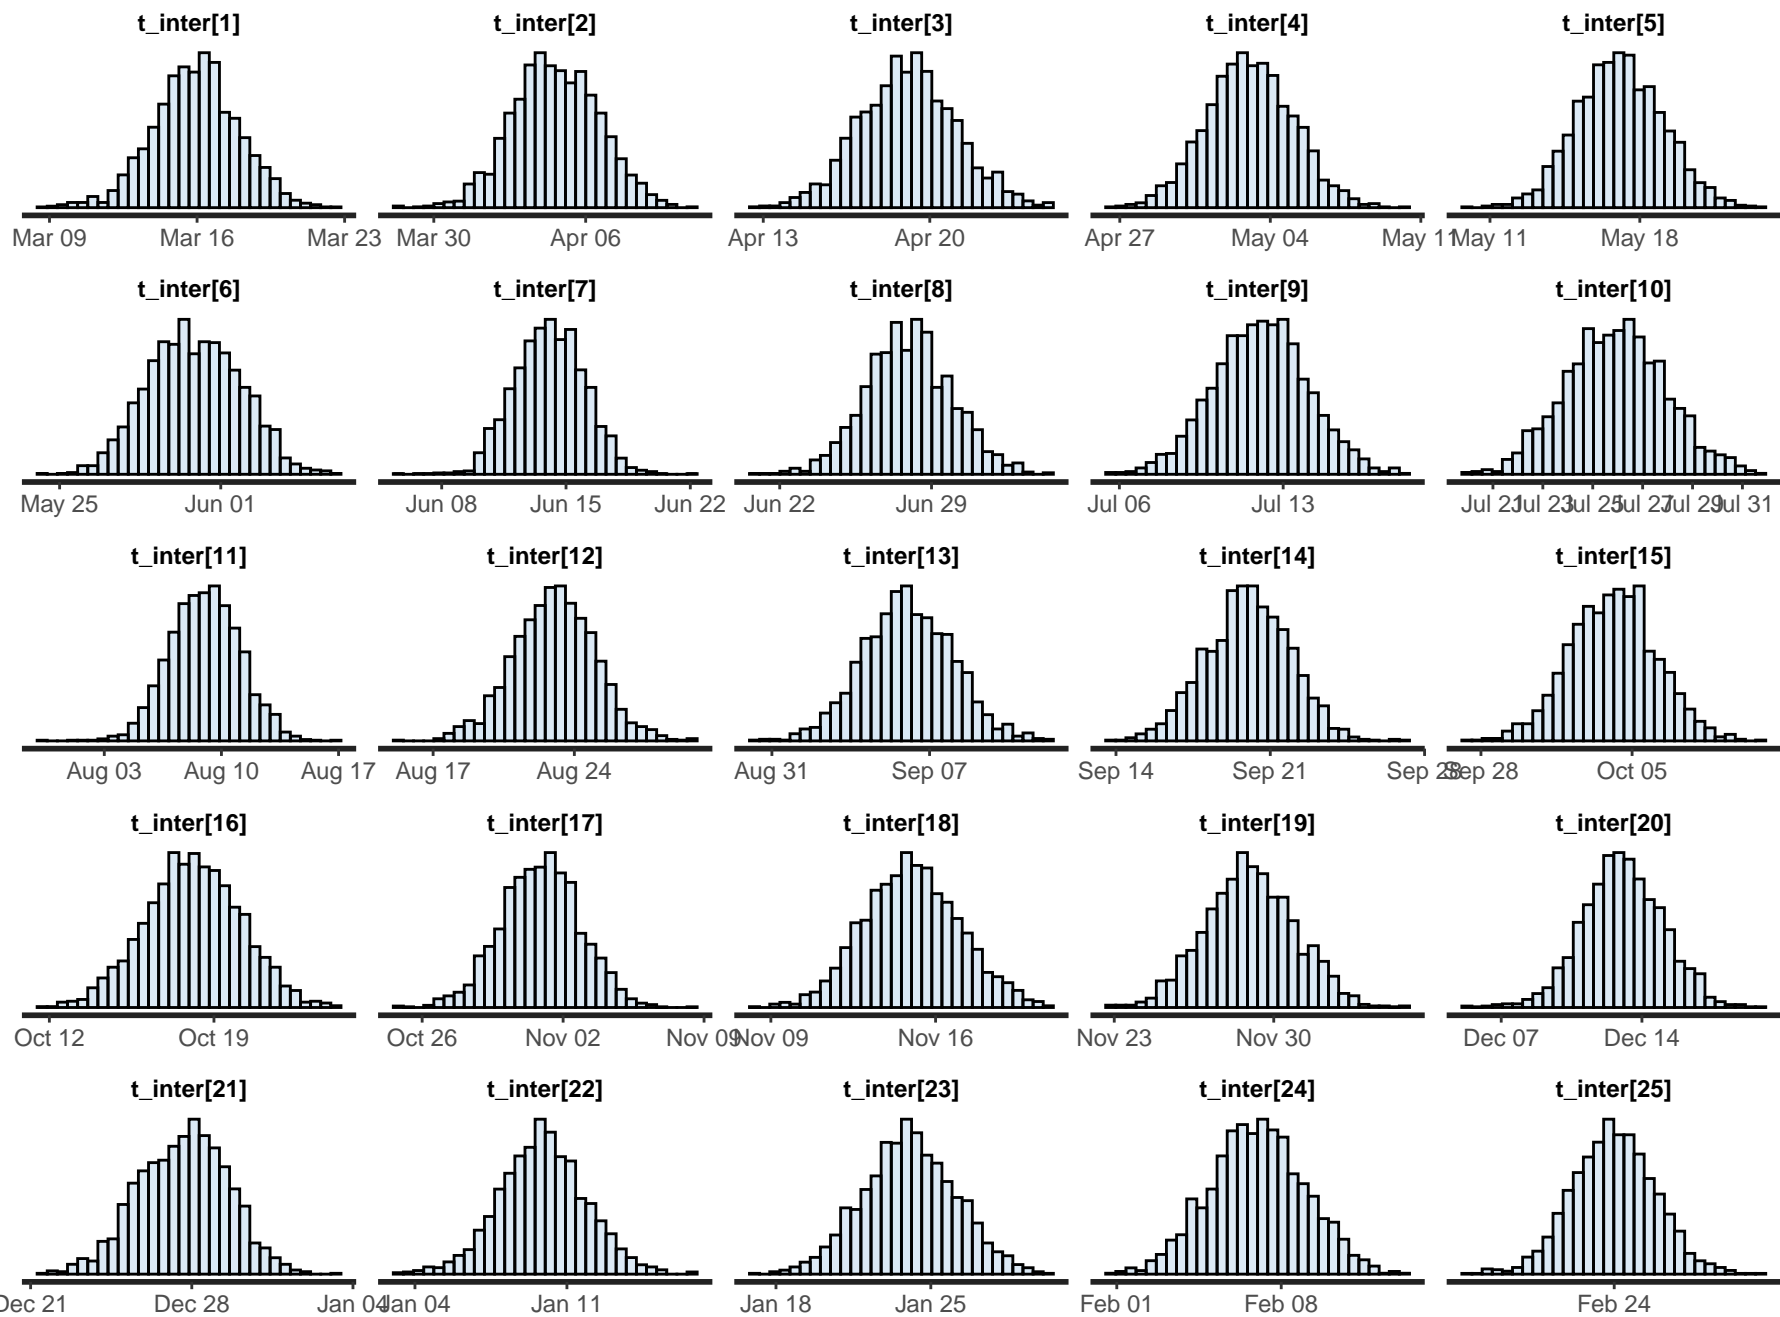 t_inter[1] t_inter[2] t_inter[3] t_inter[4] t_inter[5]
Mar 09 Mar 16 Mar 23 Mar 30 Apr 06 Apr 13 Apr 20 Apr 27 May 04 May 11 May 11 May 18
t_inter[6] t_inter[7] t_inter[8] t_inter[9] t_inter[10]
May 25 Jun 01 Jun 08 Jun 15 Jun 22 Jun 22 Jun 29 Jul 06 Jul 13 Jul 21 Jul 23 Jul 25 Jul 27 Jul 29 Jul 31
t_inter[11] t_inter[12] t_inter[13] t_inter[14] t_inter[15]
Aug 03 Aug 10 Aug 17 Aug 17 Aug 24 Aug 31 Sep 07 Sep 14 Sep 21 Sep 28 Sep 28 Oct 05
t_inter[16] t_inter[17] t_inter[18] t_inter[19] t_inter[20]
Oct 12 Oct 19 Oct 26 Nov 02 Nov 09 Nov 09 Nov 16 Nov 23 Nov 30 Dec 07 Dec 14
t_inter[21] t_inter[22] t_inter[23] t_inter[24] t_inter[25]
Dec 21 Dec 28 Jan 04 Jan 04 Jan 11 Jan 18 Jan 25 Feb 01 Feb 08 Feb 24